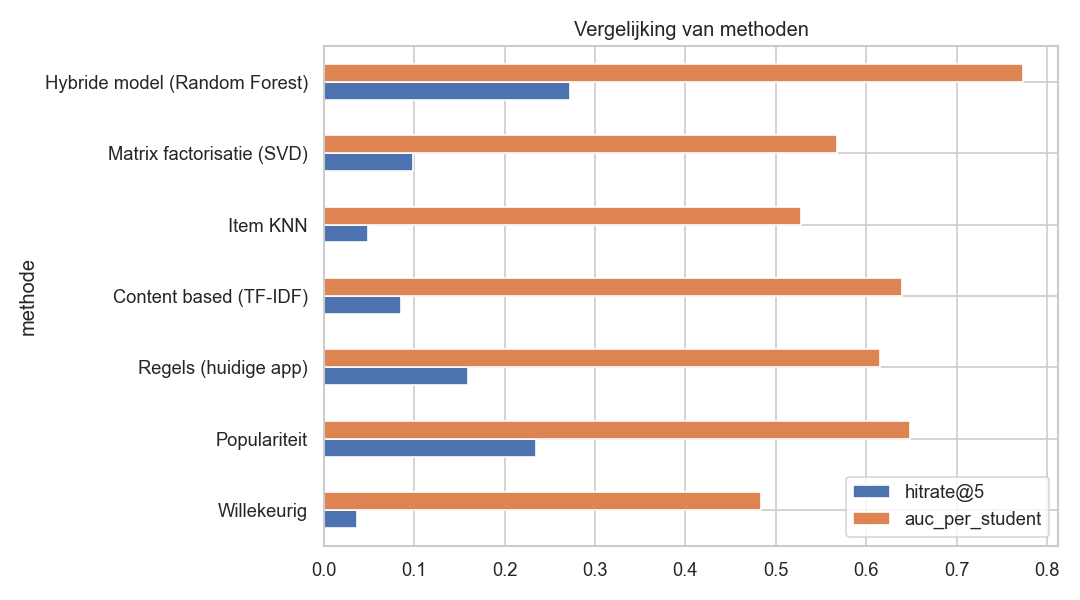 Vergelijking van methoden
Hybride model (Random Forest)
Matrix factorisatie (SVD)
Item KNN
Content based (TF-IDF)
Regels (huidige app)
Populariteit
Willekeurig
methode
hitrate@5
auc_per_student
0.0 0.1 0.2 0.3 0.4 0.5 0.6 0.7 0.8